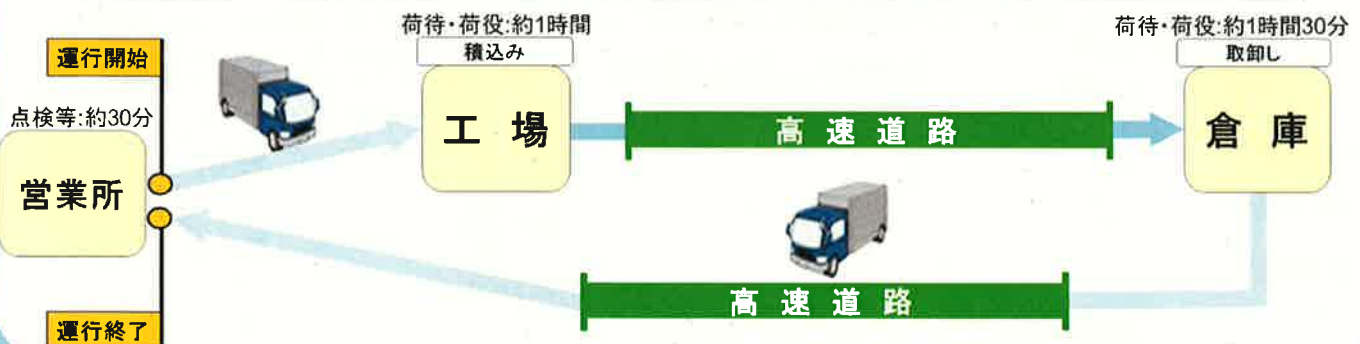 荷待・荷役:約1時間
荷待・荷役:約1時間30分
運行開始
積込み
取卸し
点検等:約30分
工場
高速道路
倉庫
営業所
高速道路
運行終了